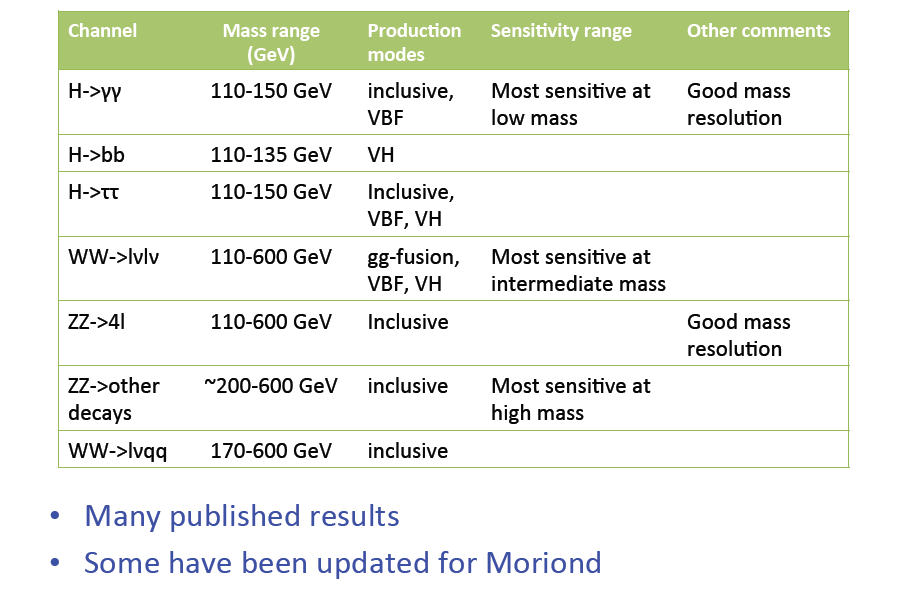 Channel Mass range (GeV) Production modes Sensitivity range Other comments
H->γγ 110-150 GeV inclusive, VBF Most sensitive at low mass Good mass resolution
H->bb 110-135 GeV VH
H->ττ 110-150 GeV Inclusive, VBF, VH
WW->lνlν 110-600 GeV gg-fusion, VBF, VH Most sensitive at intermediate mass
ZZ->4l 110-600 GeV Inclusive Good mass resolution
ZZ->other decays ~200-600 GeV inclusive Most sensitive at high mass
WW->lνqq 170-600 GeV inclusive
• Many published results
• Some have been updated for Moriond